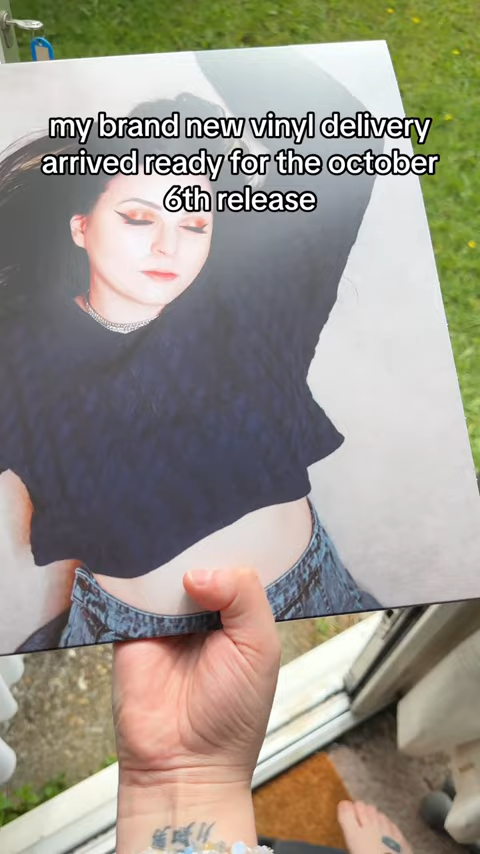 my brand new vinyl delivery
arrived ready for the october
6th release